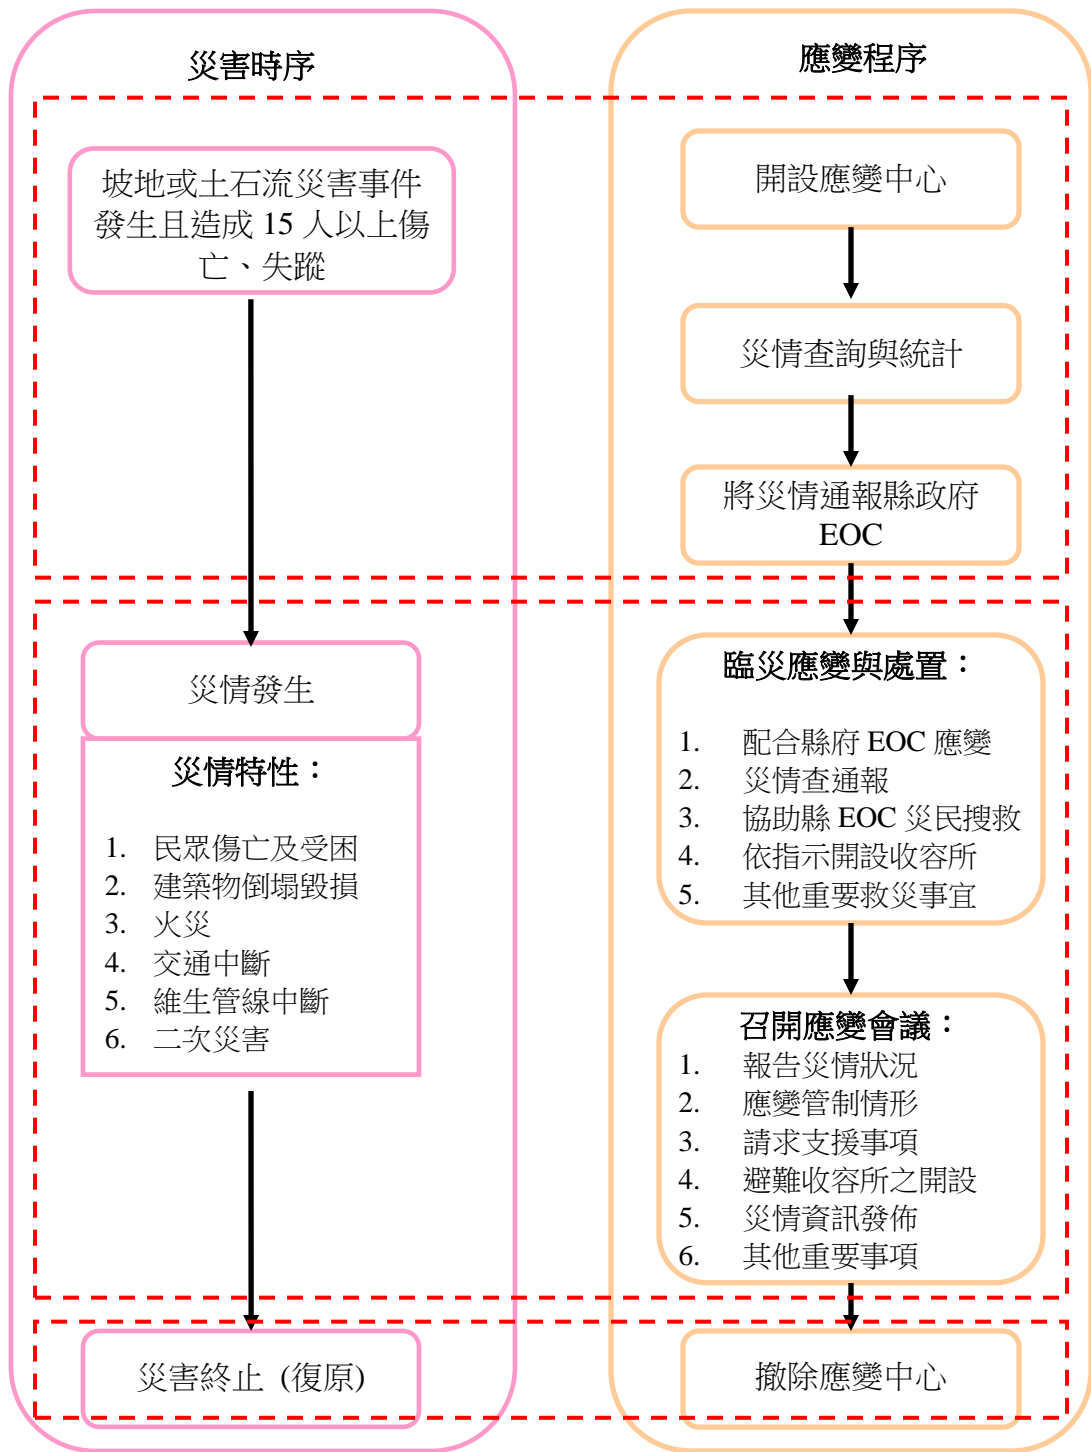 災害時序
坡地或土石流災害事件
發生且造成 15 人以上傷
亡、失蹤
災情發生
災情特性：
1. 民眾傷亡及受困
2. 建築物倒塌毀損
3. 火災
4. 交通中斷
5. 維生管線中斷
6. 二次災害
災害終止 (復原)
應變程序
開設應變中心
災情查詢與統計
將災情通報縣政府
EOC
臨災應變與處置：
1. 配合縣府 EOC 應變
2. 災情查通報
3. 協助縣 EOC 災民搜救
4. 依指示開設收容所
5. 其他重要救災事宜
召開應變會議：
1. 報告災情狀況
2. 應變管制情形
3. 請求支援事項
4. 避難收容所之開設
5. 災情資訊發佈
6. 其他重要事項
撤除應變中心